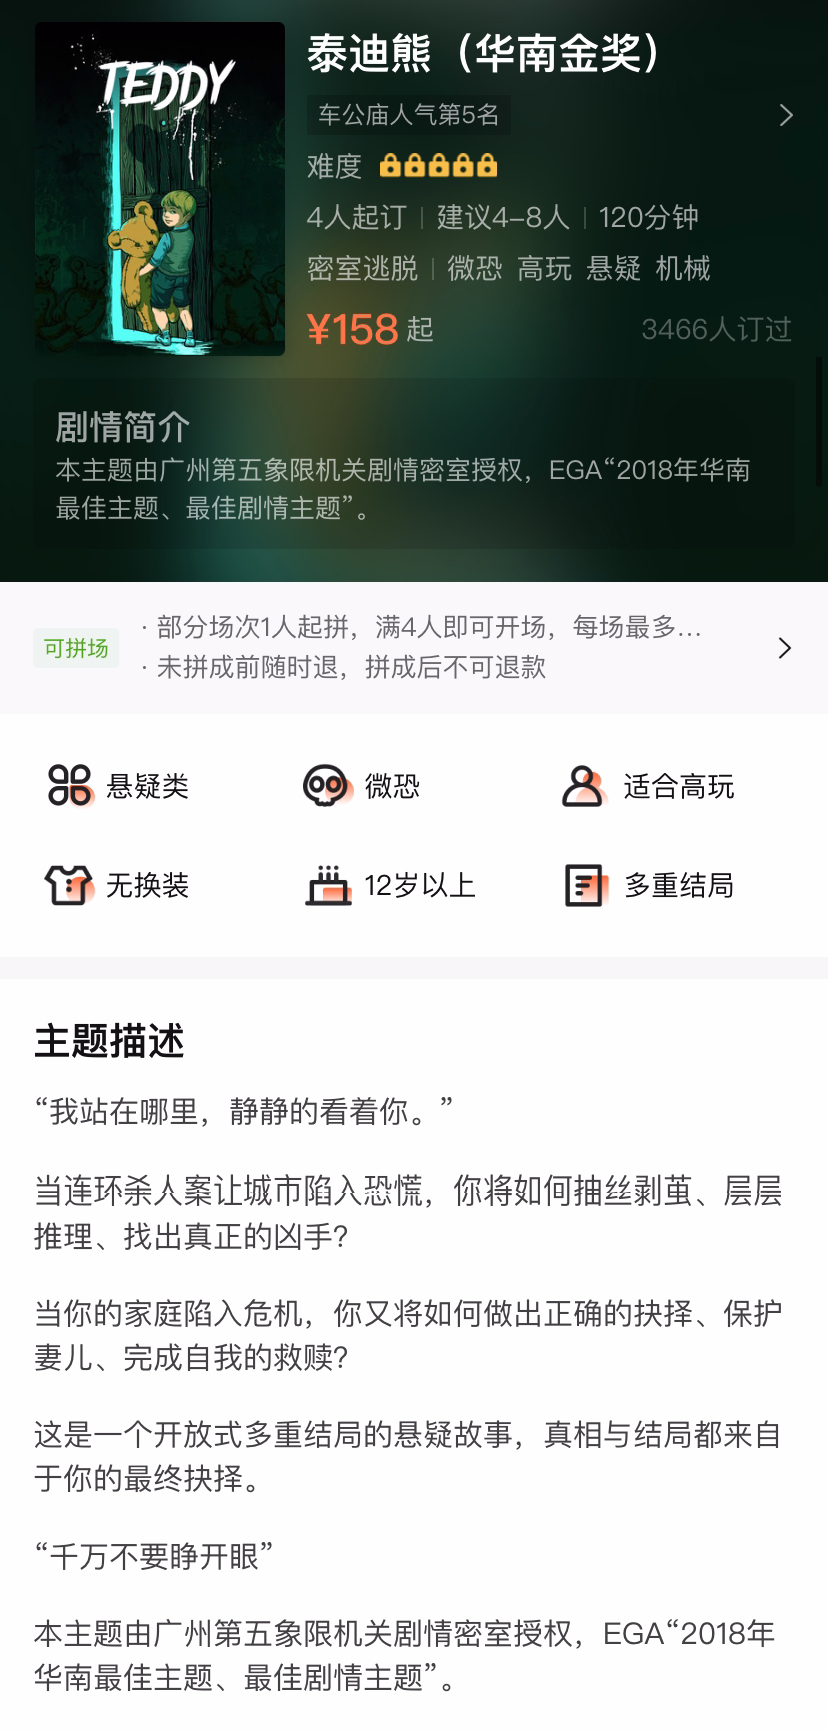 TEDDY
泰迪熊（华南金奖）
车公庙人气第5名
难度
4人起订 | 建议4-8人 | 120分钟
密室逃脱 | 微恐 高玩 悬疑 机械
¥158 起
3466人订过
剧情简介
本主题由广州第五象限机关剧情密室授权，EGA“2018年华南
最佳主题、最佳剧情主题”。
可拼场
· 部分场次1人起拼，满4人即可开场，每场最多...
· 未拼成前随时退，拼成后不可退款
悬疑类
微恐
适合高玩
无换装
12岁以上
多重结局
主题描述
“我站在哪里，静静的看着你。”
当连环杀人案让城市陷入恐慌，你将如何抽丝剥茧、层层
推理、找出真正的凶手?
当你的家庭陷入危机，你又将如何做出正确的抉择、保护
妻儿、完成自我的救赎?
这是一个开放式多重结局的悬疑故事，真相与结局都来自
于你的最终抉择。
“千万不要睁开眼”
本主题由广州第五象限机关剧情密室授权，EGA“2018年
华南最佳主题、最佳剧情主题”。